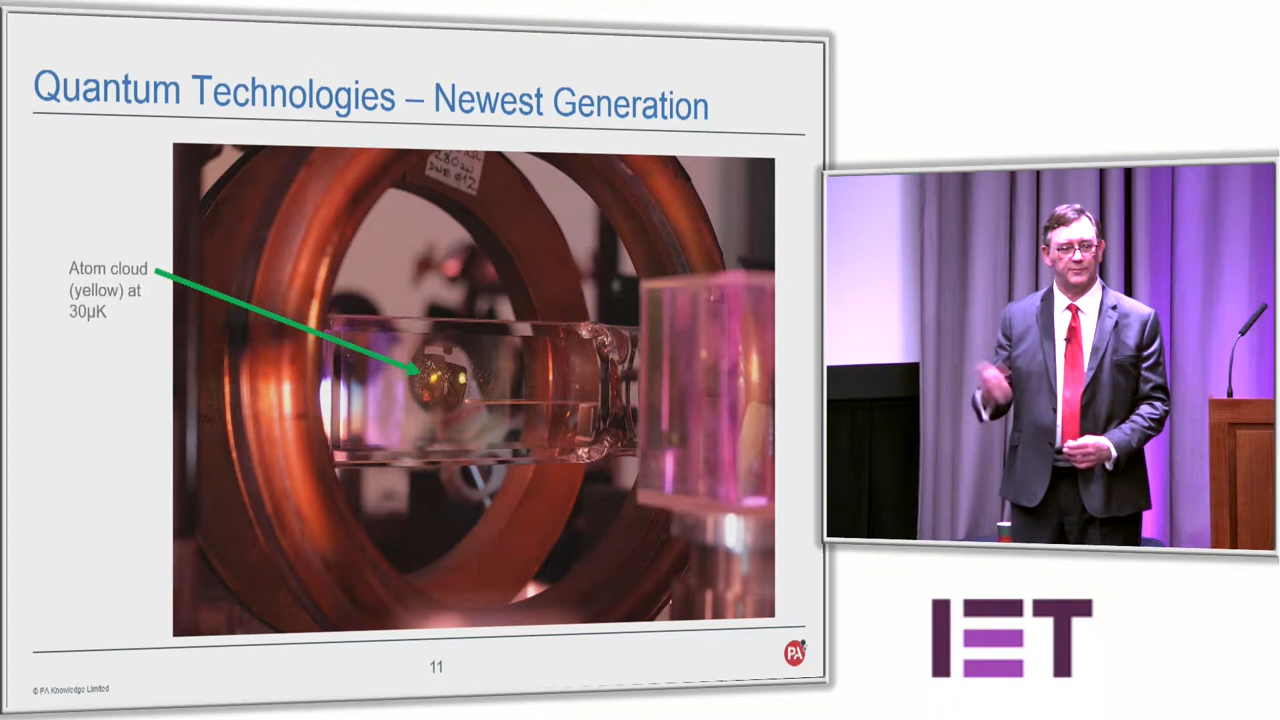 Quantum Technologies – Newest Generation
Atom cloud
(yellow) at
30µK
11
PA
© PA Knowledge Limited
IET